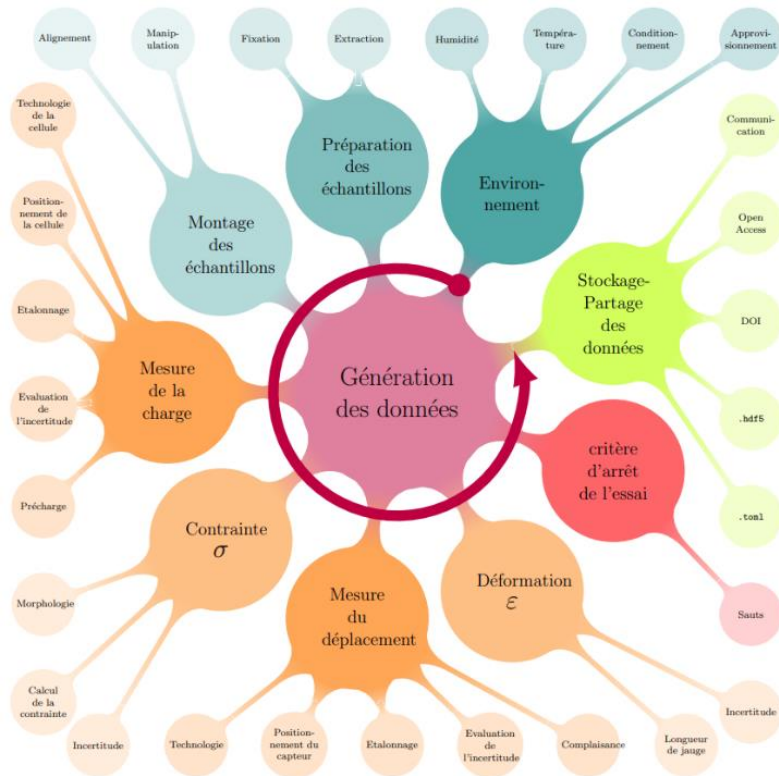 Alignement
Manip-
ulation
Fixation
Extraction
Humidité
Températ-
ure
Condition-
nement
Approvi-
sionnement
Technologie
de la
cellule
Position-
nement de
la cellule
Etalonnage
Evaluation
de
l'incertitude
Précharge
Morphologie
Calcul
de la
contrainte
Incertitude
Technologie
Position-
nement du
capteur
Etalonnage
Evaluation
de
l'incertitude
Complaisance
Longueur
de jauge
Incertitude
Sauts
.toml
.hdf5
DOI
Open
Access
Communi-
cation
Montage
des
échantillons
Préparation
des
échantillons
Environ-
nement
Stockage-
Partage
des
données
critère
d'arrêt
de l'essai
Déformation
ε
Mesure
du
déplacement
Contrainte
σ
Mesure
de la
charge
Génération
des données